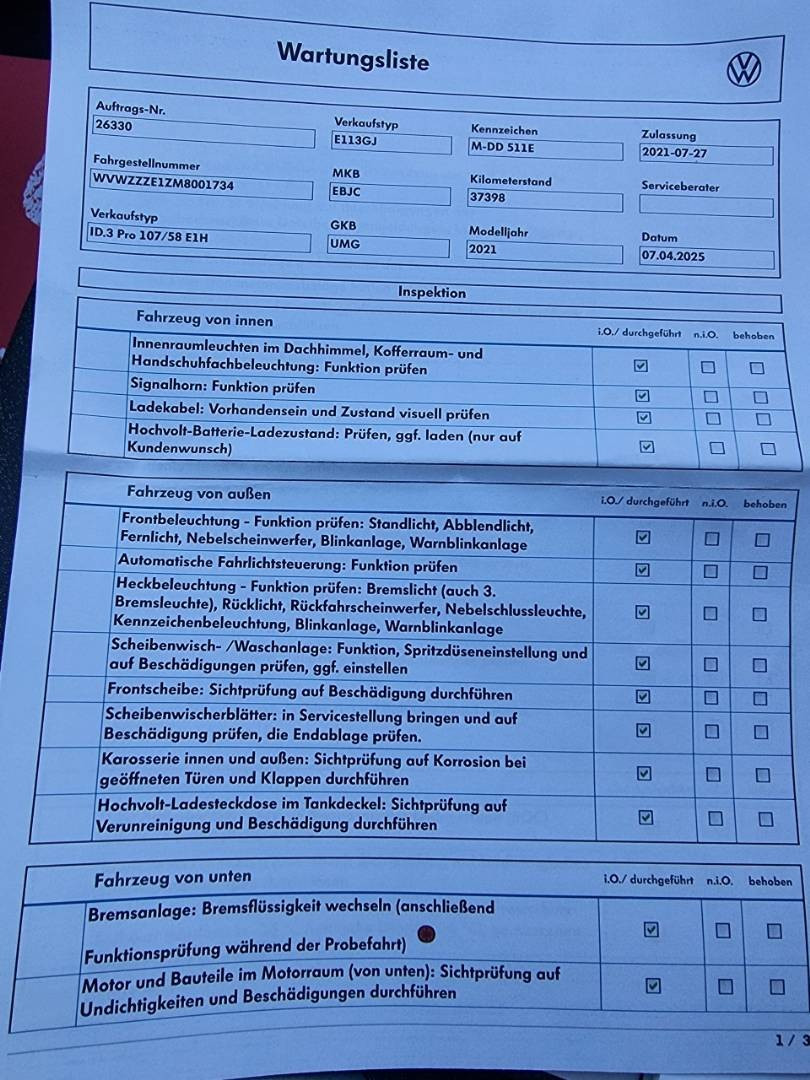 Wartungsliste
Auftrags-Nr.
26330
Verkaufstyp
E113GJ
Kennzeichen
M-DD 511E
Zulassung
2021-07-27
Fahrgestellnummer
WVWZZZE1ZM8001734
MKB
EBJC
Kilometerstand
37398
Serviceberater
Verkaufstyp
ID.3 Pro 107/58 E1H
GKB
UMG
Modelljahr
2021
Datum
07.04.2025
Inspektion
Fahrzeug von innen
i.O./ durchgeführt n.i.O. behoben
Innenraumleuchten im Dachhimmel, Kofferraum- und
Handschuhfachbeleuchtung: Funktion prüfen
Signalhorn: Funktion prüfen
Ladekabel: Vorhandensein und Zustand visuell prüfen
Hochvolt-Batterie-Ladezustand: Prüfen, ggf. laden (nur auf
Kundenwunsch)
Fahrzeug von außen
i.O./ durchgeführt n.i.O. behoben
Frontbeleuchtung - Funktion prüfen: Standlicht, Abblendlicht,
Fernlicht, Nebelscheinwerfer, Blinkanlage, Warnblinkanlage
Automatische Fahrlichtsteuerung: Funktion prüfen
Heckbeleuchtung - Funktion prüfen: Bremslicht (auch 3.
Bremsleuchte), Rücklicht, Rückfahrscheinwerfer, Nebelschlussleuchte,
Kennzeichenbeleuchtung, Blinkanlage, Warnblinkanlage
Scheibenwisch- /Waschanlage: Funktion, Spritzdüseneinstellung und
auf Beschädigungen prüfen, ggf. einstellen
Frontscheibe: Sichtprüfung auf Beschädigung durchführen
Scheibenwischerblätter: in Servicestellung bringen und auf
Beschädigung prüfen, die Endablage prüfen.
Karosserie innen und außen: Sichtprüfung auf Korrosion bei
geöffneten Türen und Klappen durchführen
Hochvolt-Ladesteckdose im Tankdeckel: Sichtprüfung auf
Verunreinigung und Beschädigung durchführen
Fahrzeug von unten
i.O./ durchgeführt n.i.O. behoben
Bremsanlage: Bremsflüssigkeit wechseln (anschließend
Funktionsprüfung während der Probefahrt)
Motor und Bauteile im Motorraum (von unten): Sichtprüfung auf
Undichtigkeiten und Beschädigungen durchführen
1 / 3